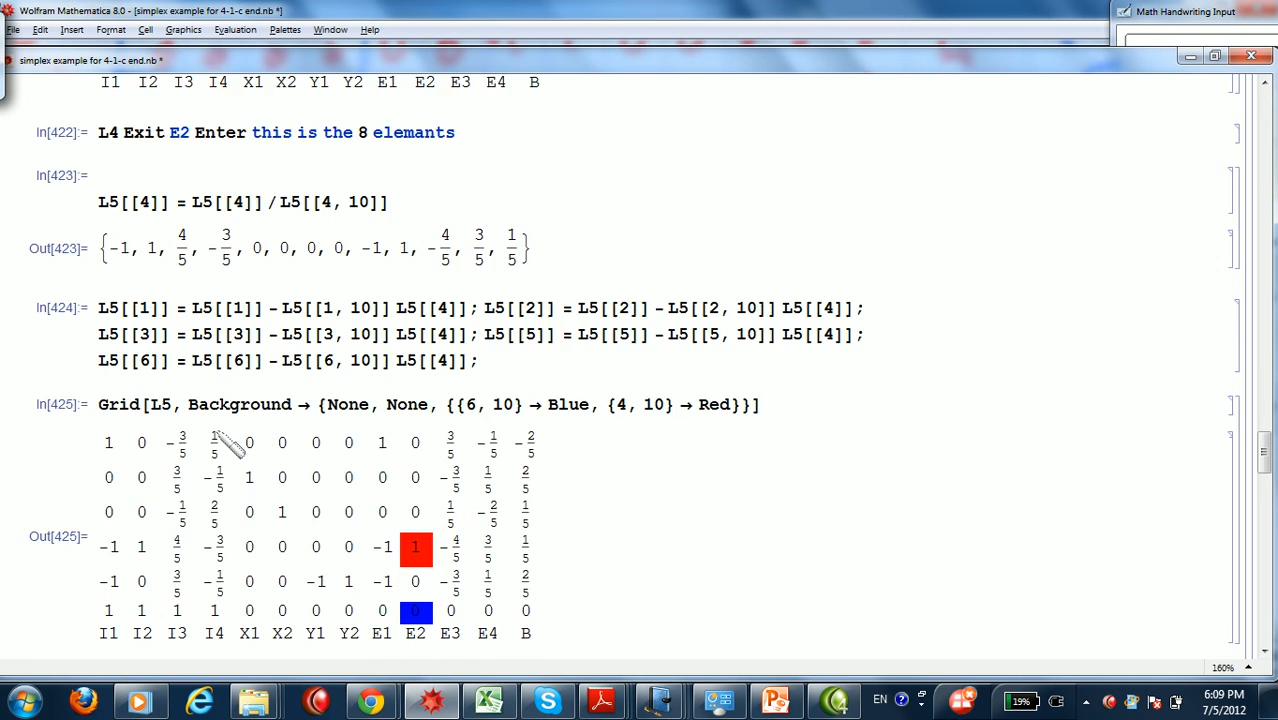 Wolfram Mathematica 8.0 - [simplex example for 4-1-c end.nb *]
Math Handwriting Input
File Edit Insert Format Cell Graphics Evaluation Palettes Window Help
simplex example for 4-1-c end.nb *
I1 I2 I3 I4 X1 X2 Y1 Y2 E1 E2 E3 E4 B
In[422]:= L4 Exit E2 Enter this is the 8 elemants
In[423]:=
L5[[4]] = L5[[4]] / L5[[4, 10]]
Out[423]= {-1, 1, 4/5, -3/5, 0, 0, 0, 0, -1, 1, -4/5, 3/5, 1/5}
In[424]:= L5[[1]] = L5[[1]] - L5[[1, 10]] L5[[4]]; L5[[2]] = L5[[2]] - L5[[2, 10]] L5[[4]];
L5[[3]] = L5[[3]] - L5[[3, 10]] L5[[4]]; L5[[5]] = L5[[5]] - L5[[5, 10]] L5[[4]];
L5[[6]] = L5[[6]] - L5[[6, 10]] L5[[4]];
In[425]:= Grid[L5, Background → {None, None, {{6, 10} → Blue, {4, 10} → Red}}]
1 0 -3/5 1/5 0 0 0 0 1 0 3/5 -1/5 -2/5
0 0 3/5 -1/5 1 0 0 0 0 0 -3/5 1/5 2/5
0 0 -1/5 2/5 0 1 0 0 0 0 1/5 -2/5 1/5
Out[425]=
-1 1 4/5 -3/5 0 0 0 0 -1 1 -4/5 3/5 1/5
-1 0 3/5 -1/5 0 0 -1 1 -1 0 -3/5 1/5 2/5
1 1 1 1 0 0 0 0 0 0 0 0 0
I1 I2 I3 I4 X1 X2 Y1 Y2 E1 E2 E3 E4 B
160%
EN 19% 6:09 PM
7/5/2012